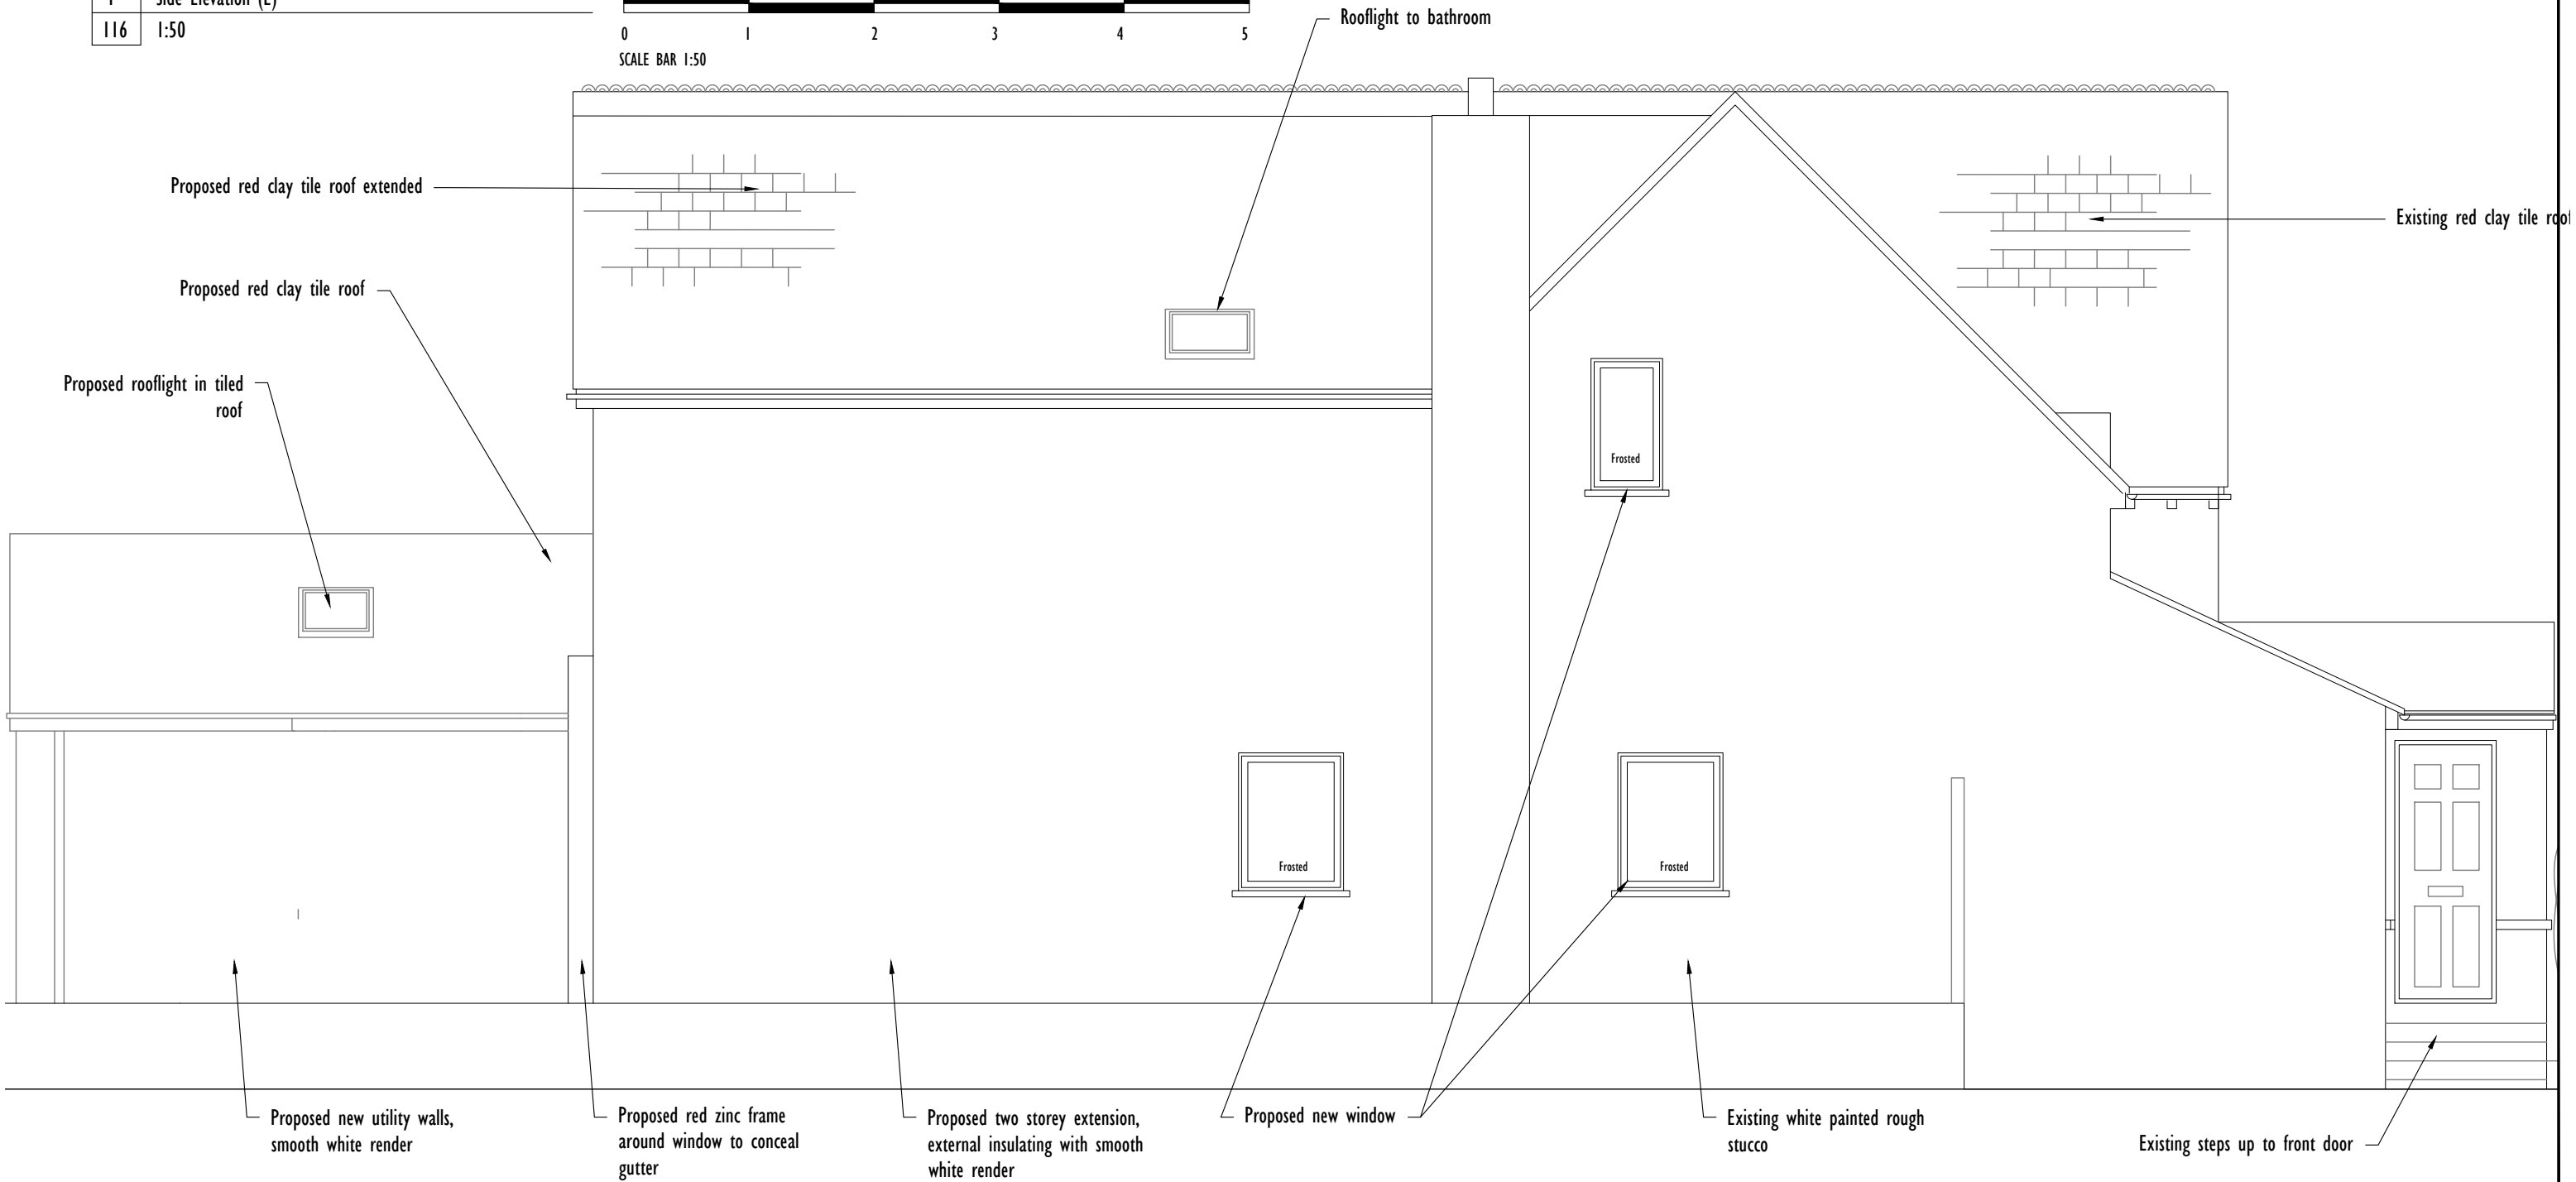 Side Elevation (E)
116 1:50
0 1 2 3 4 5
SCALE BAR 1:50
Rooflight to bathroom
Proposed red clay tile roof extended
Existing red clay tile roof
Proposed red clay tile roof
Proposed rooflight in tiled
roof
Frosted
Frosted
Frosted
Proposed new utility walls,
smooth white render
Proposed red zinc frame
around window to conceal
gutter
Proposed two storey extension,
external insulating with smooth
white render
Proposed new window
Existing white painted rough
stucco
Existing steps up to front door